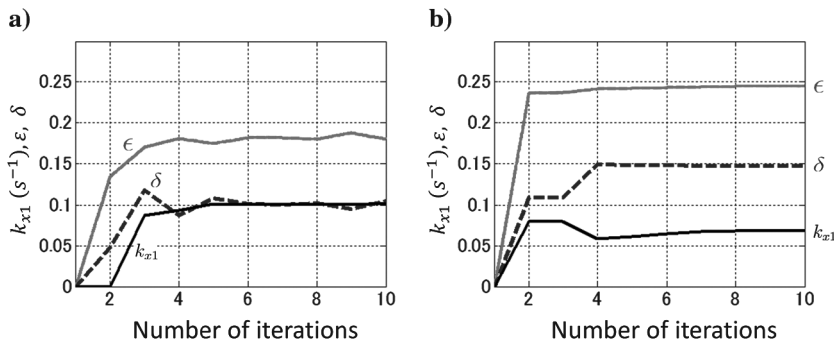 a)
k_{x1} (s^{-1}), ε, δ
0.25
0.2
0.15
0.1
0.05
0
ϵ
δ
k_{x1}
2 4 6 8 10
Number of iterations
b)
k_{x1} (s^{-1}), ε, δ
0.25
0.2
0.15
0.1
0.05
0
ϵ
δ
k_{x1}
2 4 6 8 10
Number of iterations